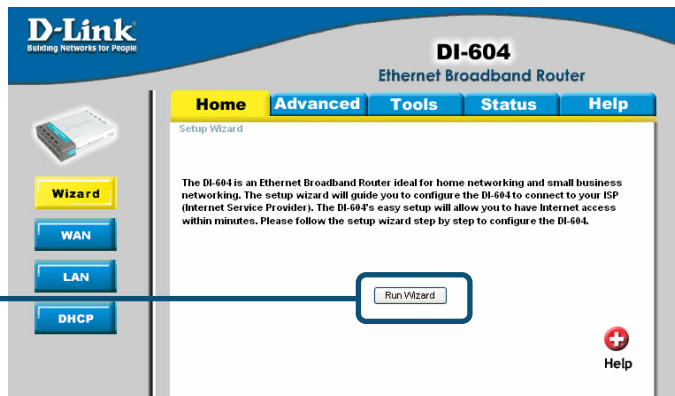 D-Link
Building Networks for People
DI-604
Ethernet Broadband Router
Home
Advanced
Tools
Status
Help
Setup Wizard
Wizard
WAN
LAN
DHCP
The DI-604 is an Ethernet Broadband Router ideal for home networking and small business
networking. The setup wizard will guide you to configure the DI-604 to connect to your ISP
(Internet Service Provider). The DI-604's easy setup will allow you to have Internet access
within minutes. Please follow the setup wizard step by step to configure the DI-604.
Run Wizard
Help